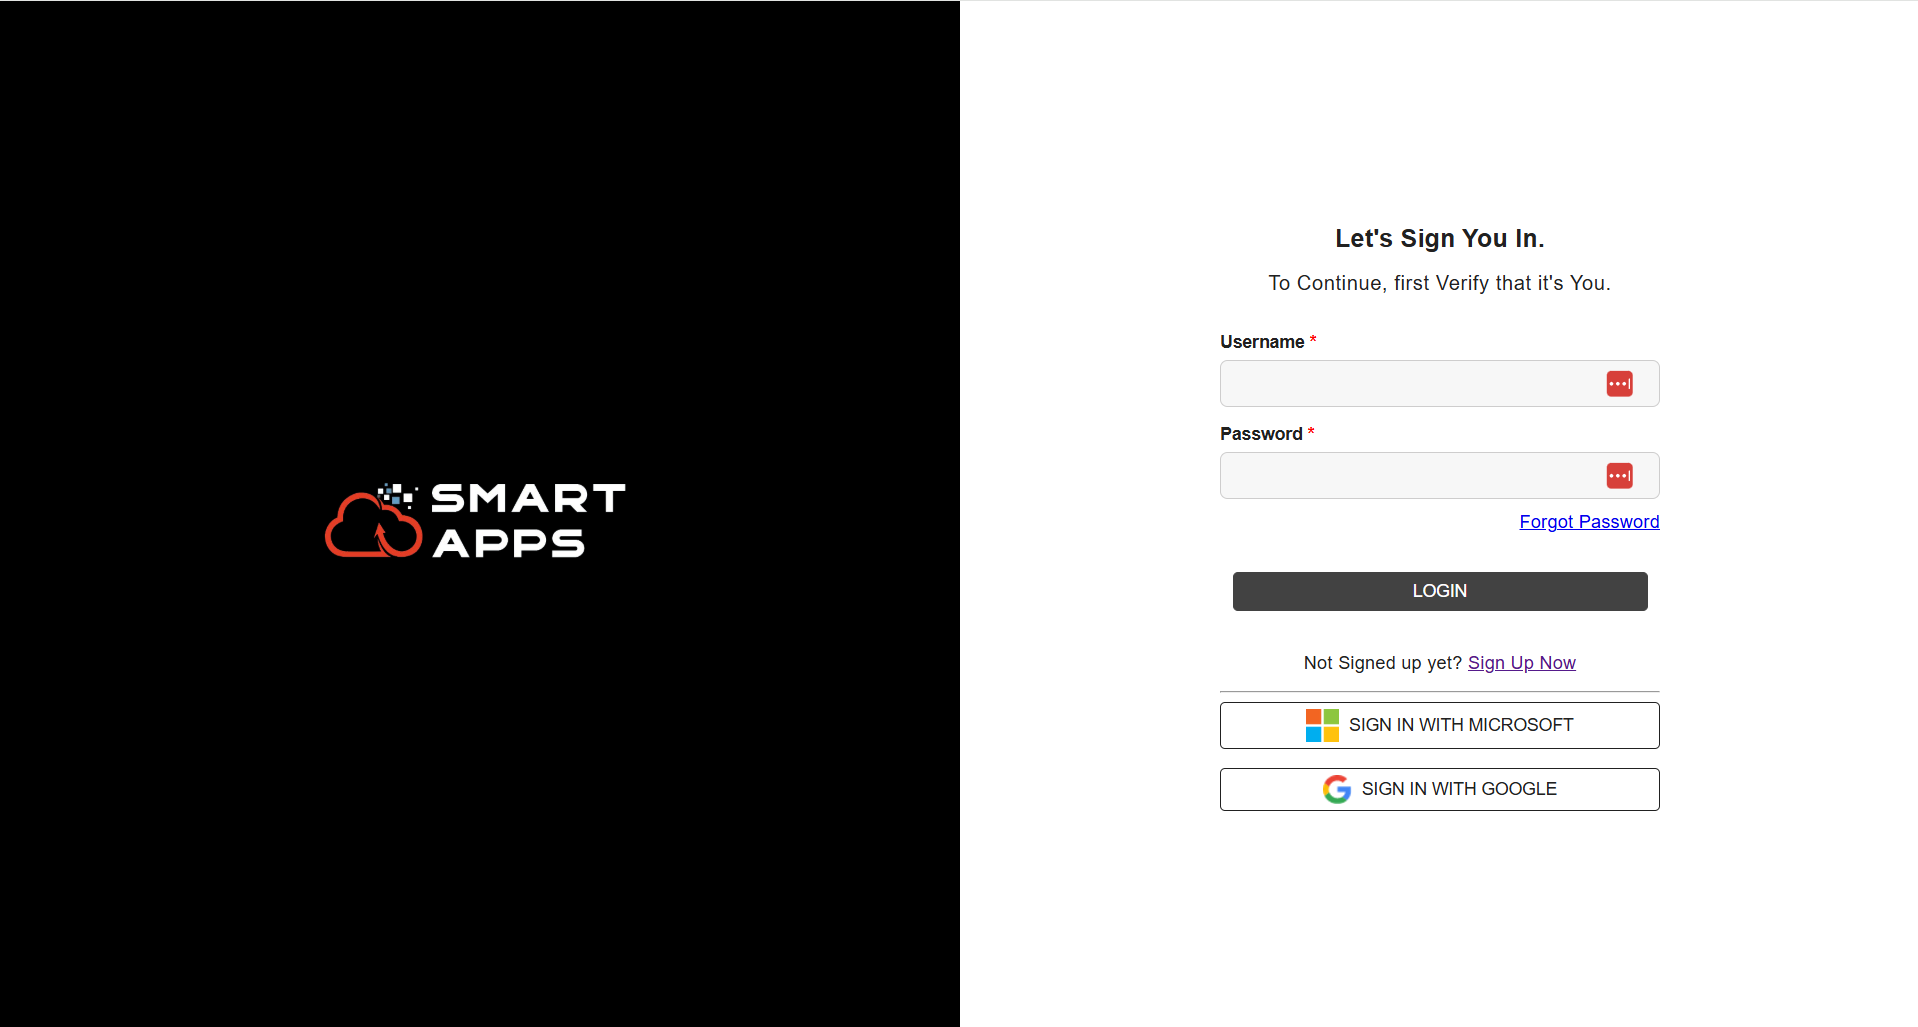 SMART
APPS
Let's Sign You In.
To Continue, first Verify that it's You.
Username *
Password *
Forgot Password
LOGIN
Not Signed up yet? Sign Up Now
SIGN IN WITH MICROSOFT
SIGN IN WITH GOOGLE